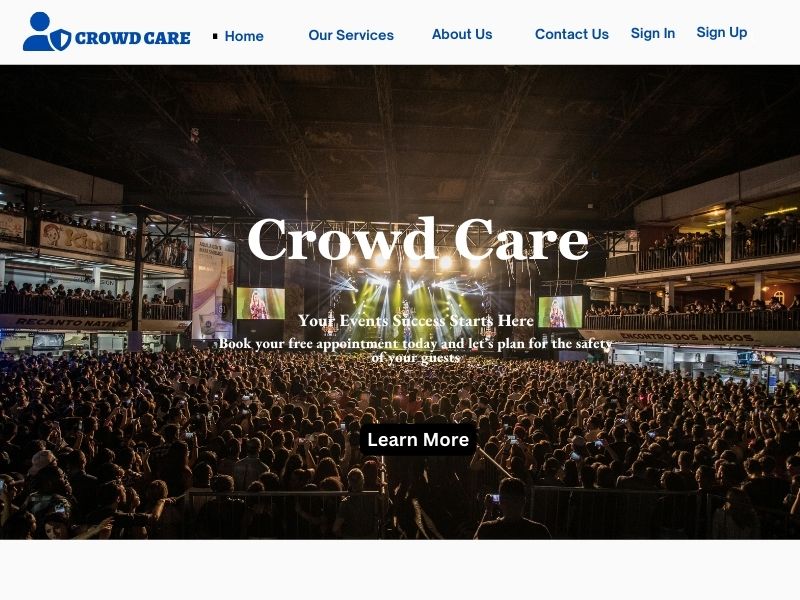 CROWD CARE
Home
Our Services
About Us
Contact Us
Sign In
Sign Up
Crowd Care
Your Events Success Starts Here
Book your free appointment today and let's plan for the safety
of your guests
RECANTO NATIVO
ENCONTRO DOS AMIGOS
Learn More